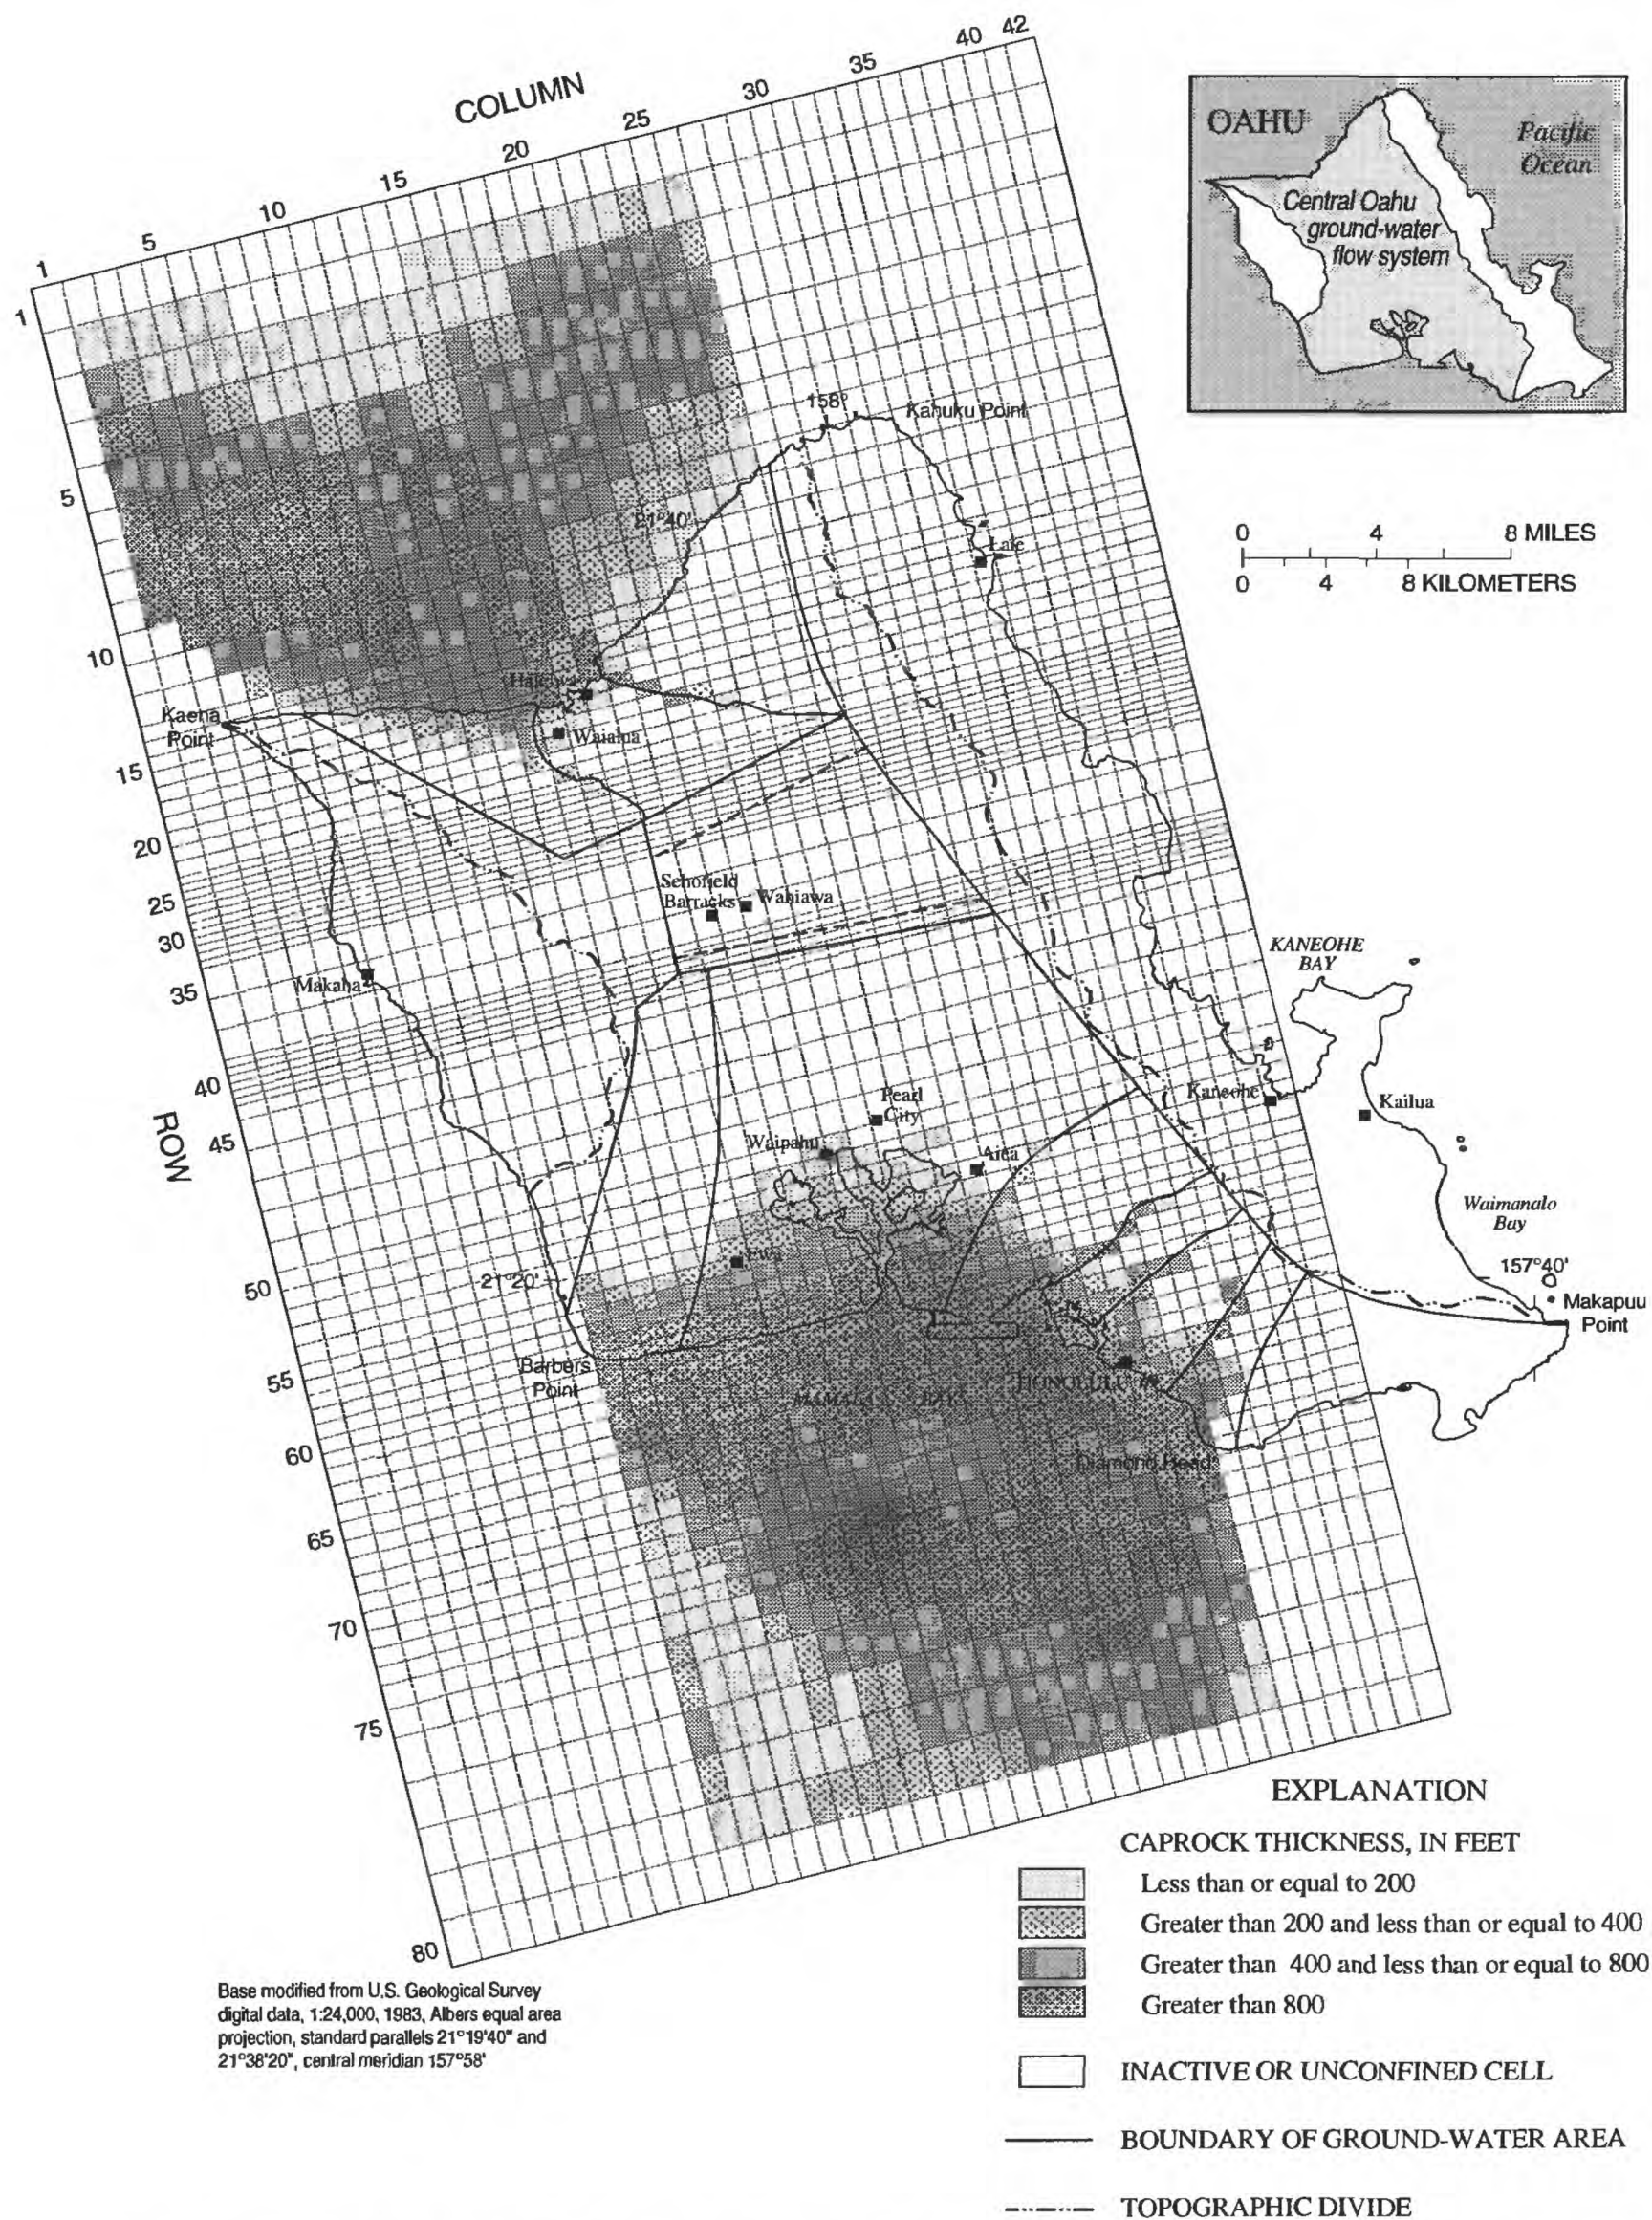 COLUMN
1
5
10
15
20
25
30
35
40
42
OAHU
Pacific
Ocean
Central Oahu
ground-water
flow system
1
5
10
15
20
25
30
35
40
45
50
55
60
65
70
75
80
ROW
0 4 8 MILES
0 4 8 KILOMETERS
158°
Kahuku Point
21°40'
Laie
Haleiwa
Waialua
Kaena
Point
Schofield
Barracks
Wahiawa
Makaha
KANEOHE
BAY
Kaneohe
Kailua
Pearl
City
Waipahu
Aiea
Waimanalo
Bay
157°40'
Makapuu
Point
Ewa
21°20'
Barbers
Point
MAMALA BAY
HONOLULU
Diamond Head
EXPLANATION
CAPROCK THICKNESS, IN FEET
Less than or equal to 200
Greater than 200 and less than or equal to 400
Greater than 400 and less than or equal to 800
Greater than 800
INACTIVE OR UNCONFINED CELL
BOUNDARY OF GROUND-WATER AREA
TOPOGRAPHIC DIVIDE
Base modified from U.S. Geological Survey
digital data, 1:24,000, 1983, Albers equal area
projection, standard parallels 21°19'40" and
21°38'20", central meridian 157°58'